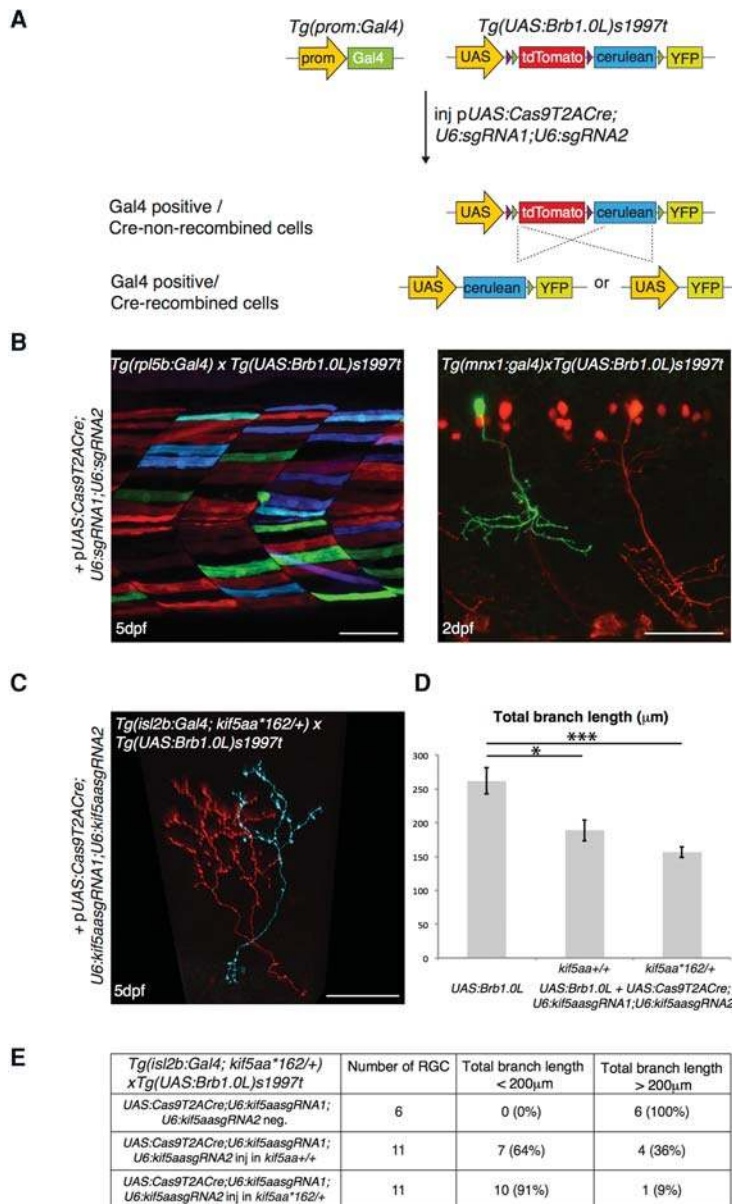 A
Tg(prom:Gal4)
Tg(UAS:Brb1.0L)s1997t
prom Gal4
UAS tdTomato cerulean YFP
inj pUAS:Cas9T2ACre;
U6:sgRNA1;U6:sgRNA2
Gal4 positive /
Cre-non-recombined cells
UAS tdTomato cerulean YFP
Gal4 positive/
Cre-recombined cells
UAS cerulean YFP or UAS YFP
B
+ pUAS:Cas9T2ACre;
U6:sgRNA1;U6:sgRNA2
Tg(rpl5b:Gal4) x Tg(UAS:Brb1.0L)s1997t
5dpf
Tg(mnx1:gal4)xTg(UAS:Brb1.0L)s1997t
2dpf
C
+ pUAS:Cas9T2ACre;
U6:kif5aasgRNA1;U6:kif5aasgRNA2
Tg(isl2b:Gal4; kif5aa*162/+) x
Tg(UAS:Brb1.0L)s1997t
5dpf
D
Total branch length (μm)
***
*
300
250
200
150
100
50
0
UAS:Brb1.0L
kif5aa+/+ kif5aa*162/+
UAS:Brb1.0L + UAS:Cas9T2ACre;
U6:kif5aasgRNA1;U6:kif5aasgRNA2
E
Tg(isl2b:Gal4; kif5aa*162/+)
xTg(UAS:Brb1.0L)s1997t
Number of RGC
Total branch length
< 200μm
Total branch length
> 200μm
UAS:Cas9T2ACre;U6:kif5aasgRNA1;
U6:kif5aasgRNA2 neg.
6
0 (0%)
6 (100%)
UAS:Cas9T2ACre;U6:kif5aasgRNA1;
U6:kif5aasgRNA2 inj in kif5aa+/+
11
7 (64%)
4 (36%)
UAS:Cas9T2ACre;U6:kif5aasgRNA1;
U6:kif5aasgRNA2 inj in kif5aa*162/+
11
10 (91%)
1 (9%)